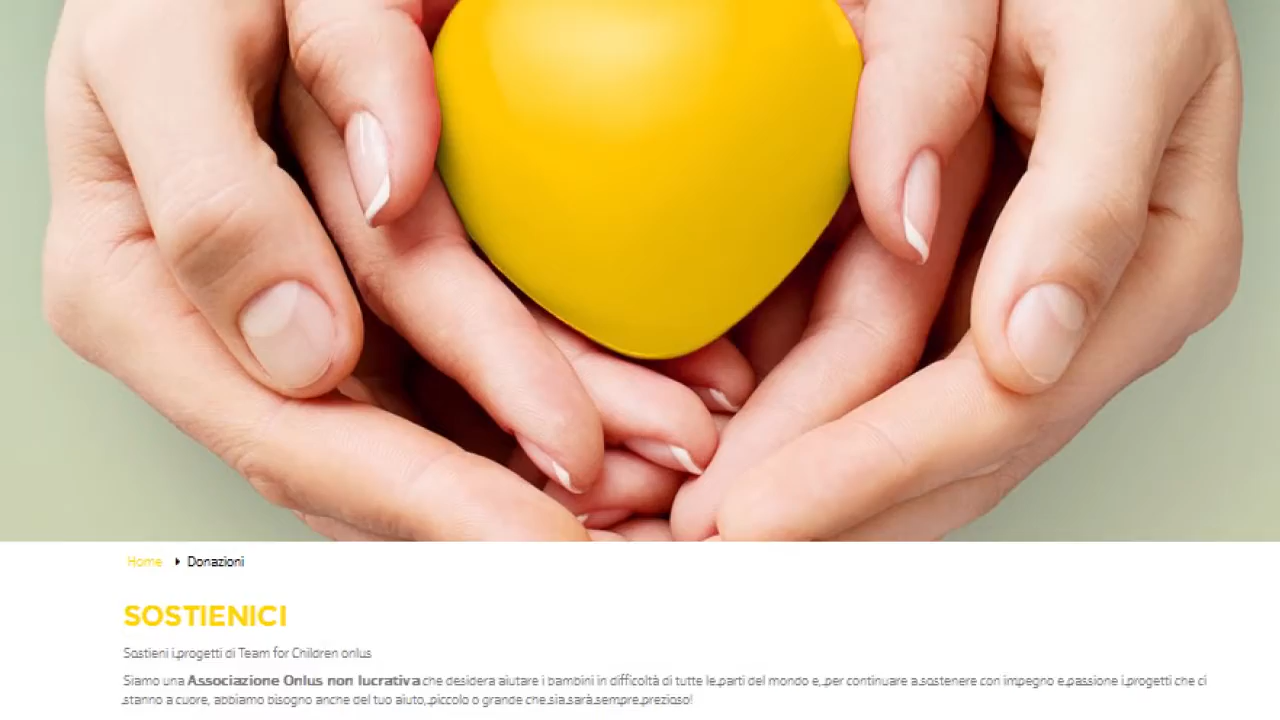 Home Donazioni
SOSTIENICI
Sostieni i progetti di Team for Children onlus
Siamo una Associazione Onlus non lucrativa che desidera aiutare i bambini in difficoltà di tutte le parti del mondo e, per continuare a sostenere con impegno e passione i progetti che ci
stanno a cuore, abbiamo bisogno anche del tuo aiuto, piccolo o grande che sia sarà sempre prezioso!